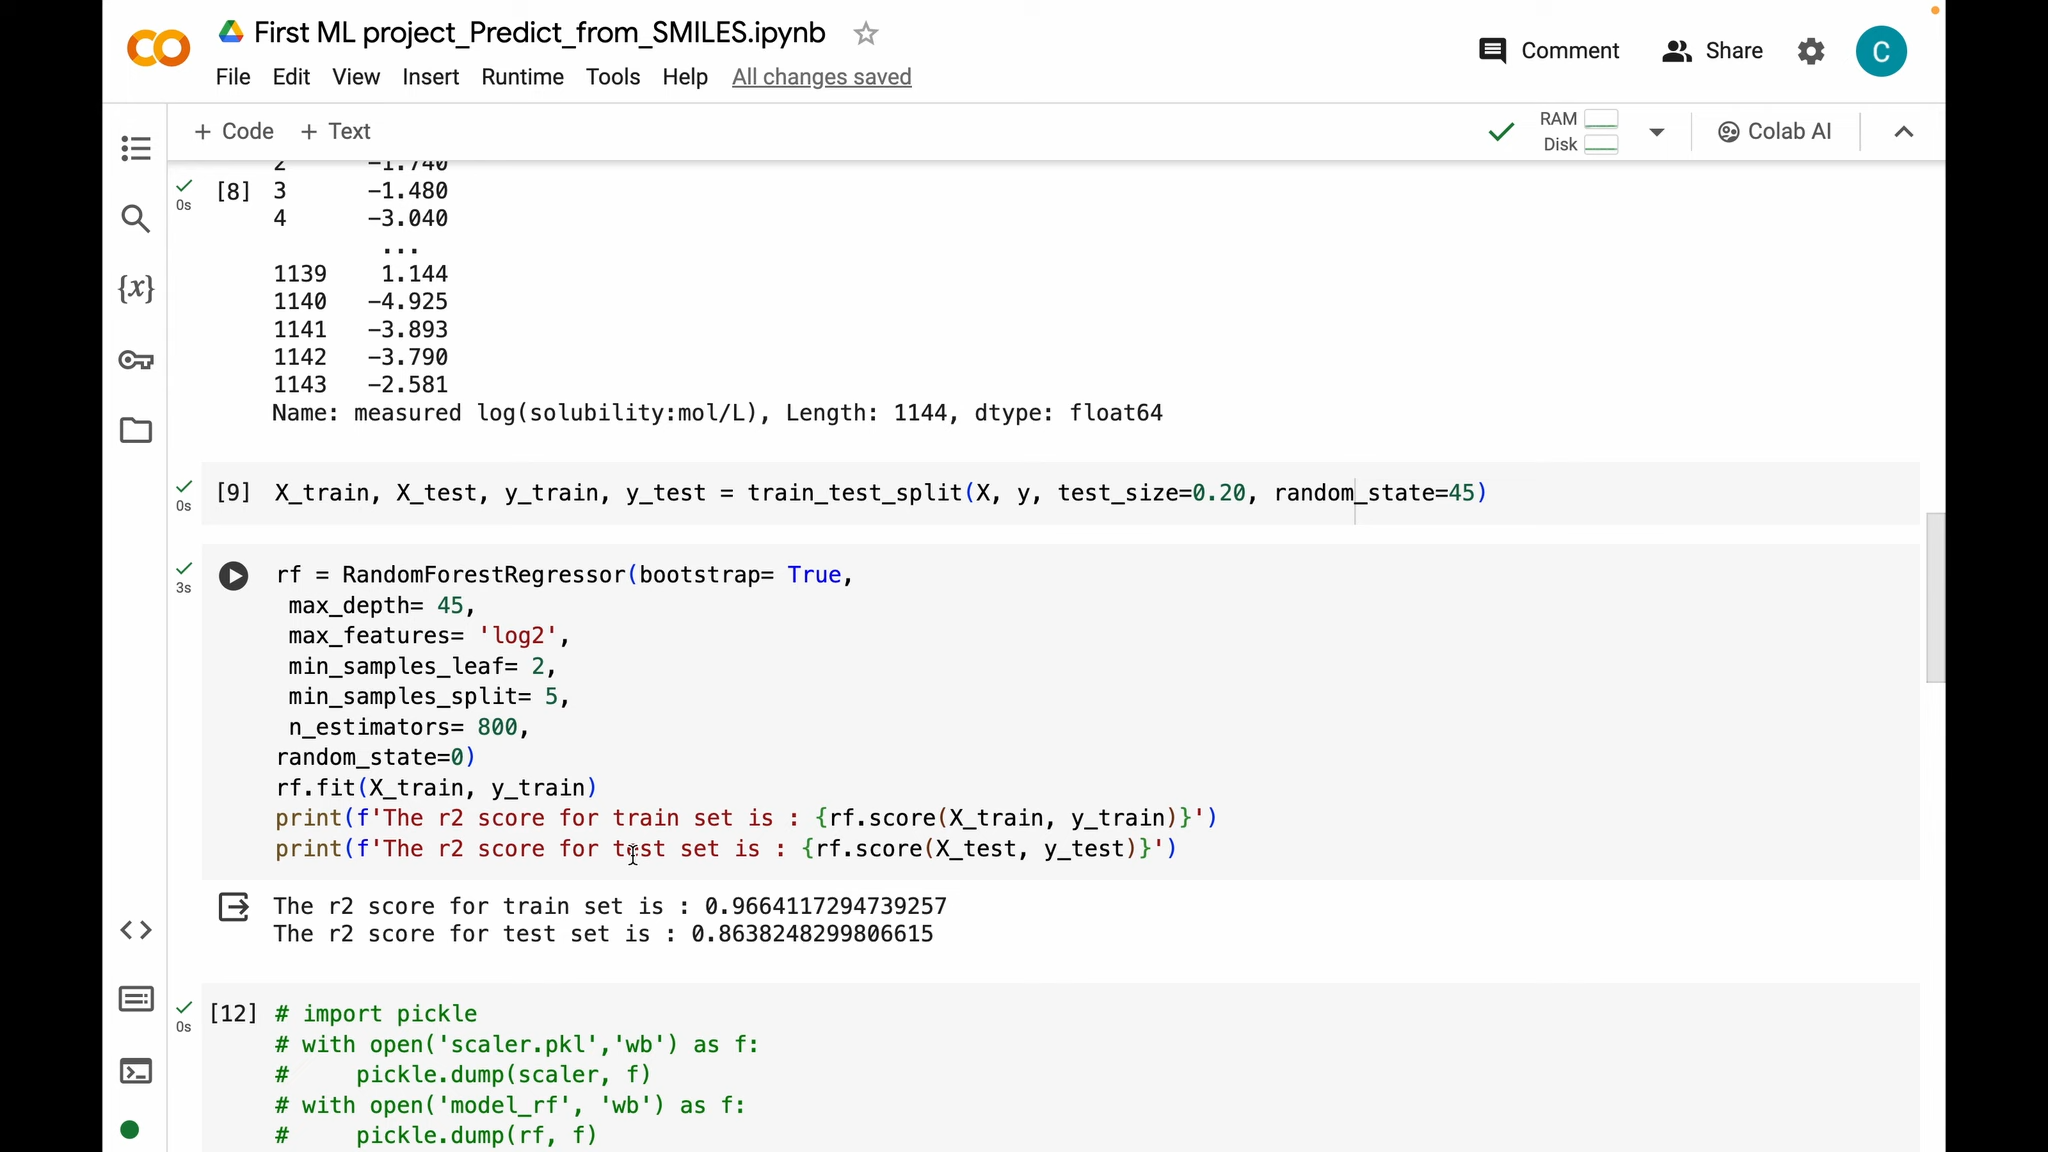 First ML project_Predict_from_SMILES.ipynb
Comment
Share
C
File Edit View Insert Runtime Tools Help All changes saved
+ Code + Text
RAM
Disk
Colab AI
2 -1.740
[8] 3 -1.480
0s
4 -3.040
...
1139 1.144
1140 -4.925
1141 -3.893
1142 -3.790
1143 -2.581
Name: measured log(solubility:mol/L), Length: 1144, dtype: float64
[9] X_train, X_test, y_train, y_test = train_test_split(X, y, test_size=0.20, random_state=45)
0s
rf = RandomForestRegressor(bootstrap= True,
3s
max_depth= 45,
max_features= 'log2',
min_samples_leaf= 2,
min_samples_split= 5,
n_estimators= 800,
random_state=0)
rf.fit(X_train, y_train)
print(f'The r2 score for train set is : {rf.score(X_train, y_train)}')
print(f'The r2 score for test set is : {rf.score(X_test, y_test)}')
The r2 score for train set is : 0.9664117294739257
The r2 score for test set is : 0.8638248299806615
[12] # import pickle
0s
# with open('scaler.pkl','wb') as f:
#     pickle.dump(scaler, f)
# with open('model_rf', 'wb') as f:
#     pickle.dump(rf, f)